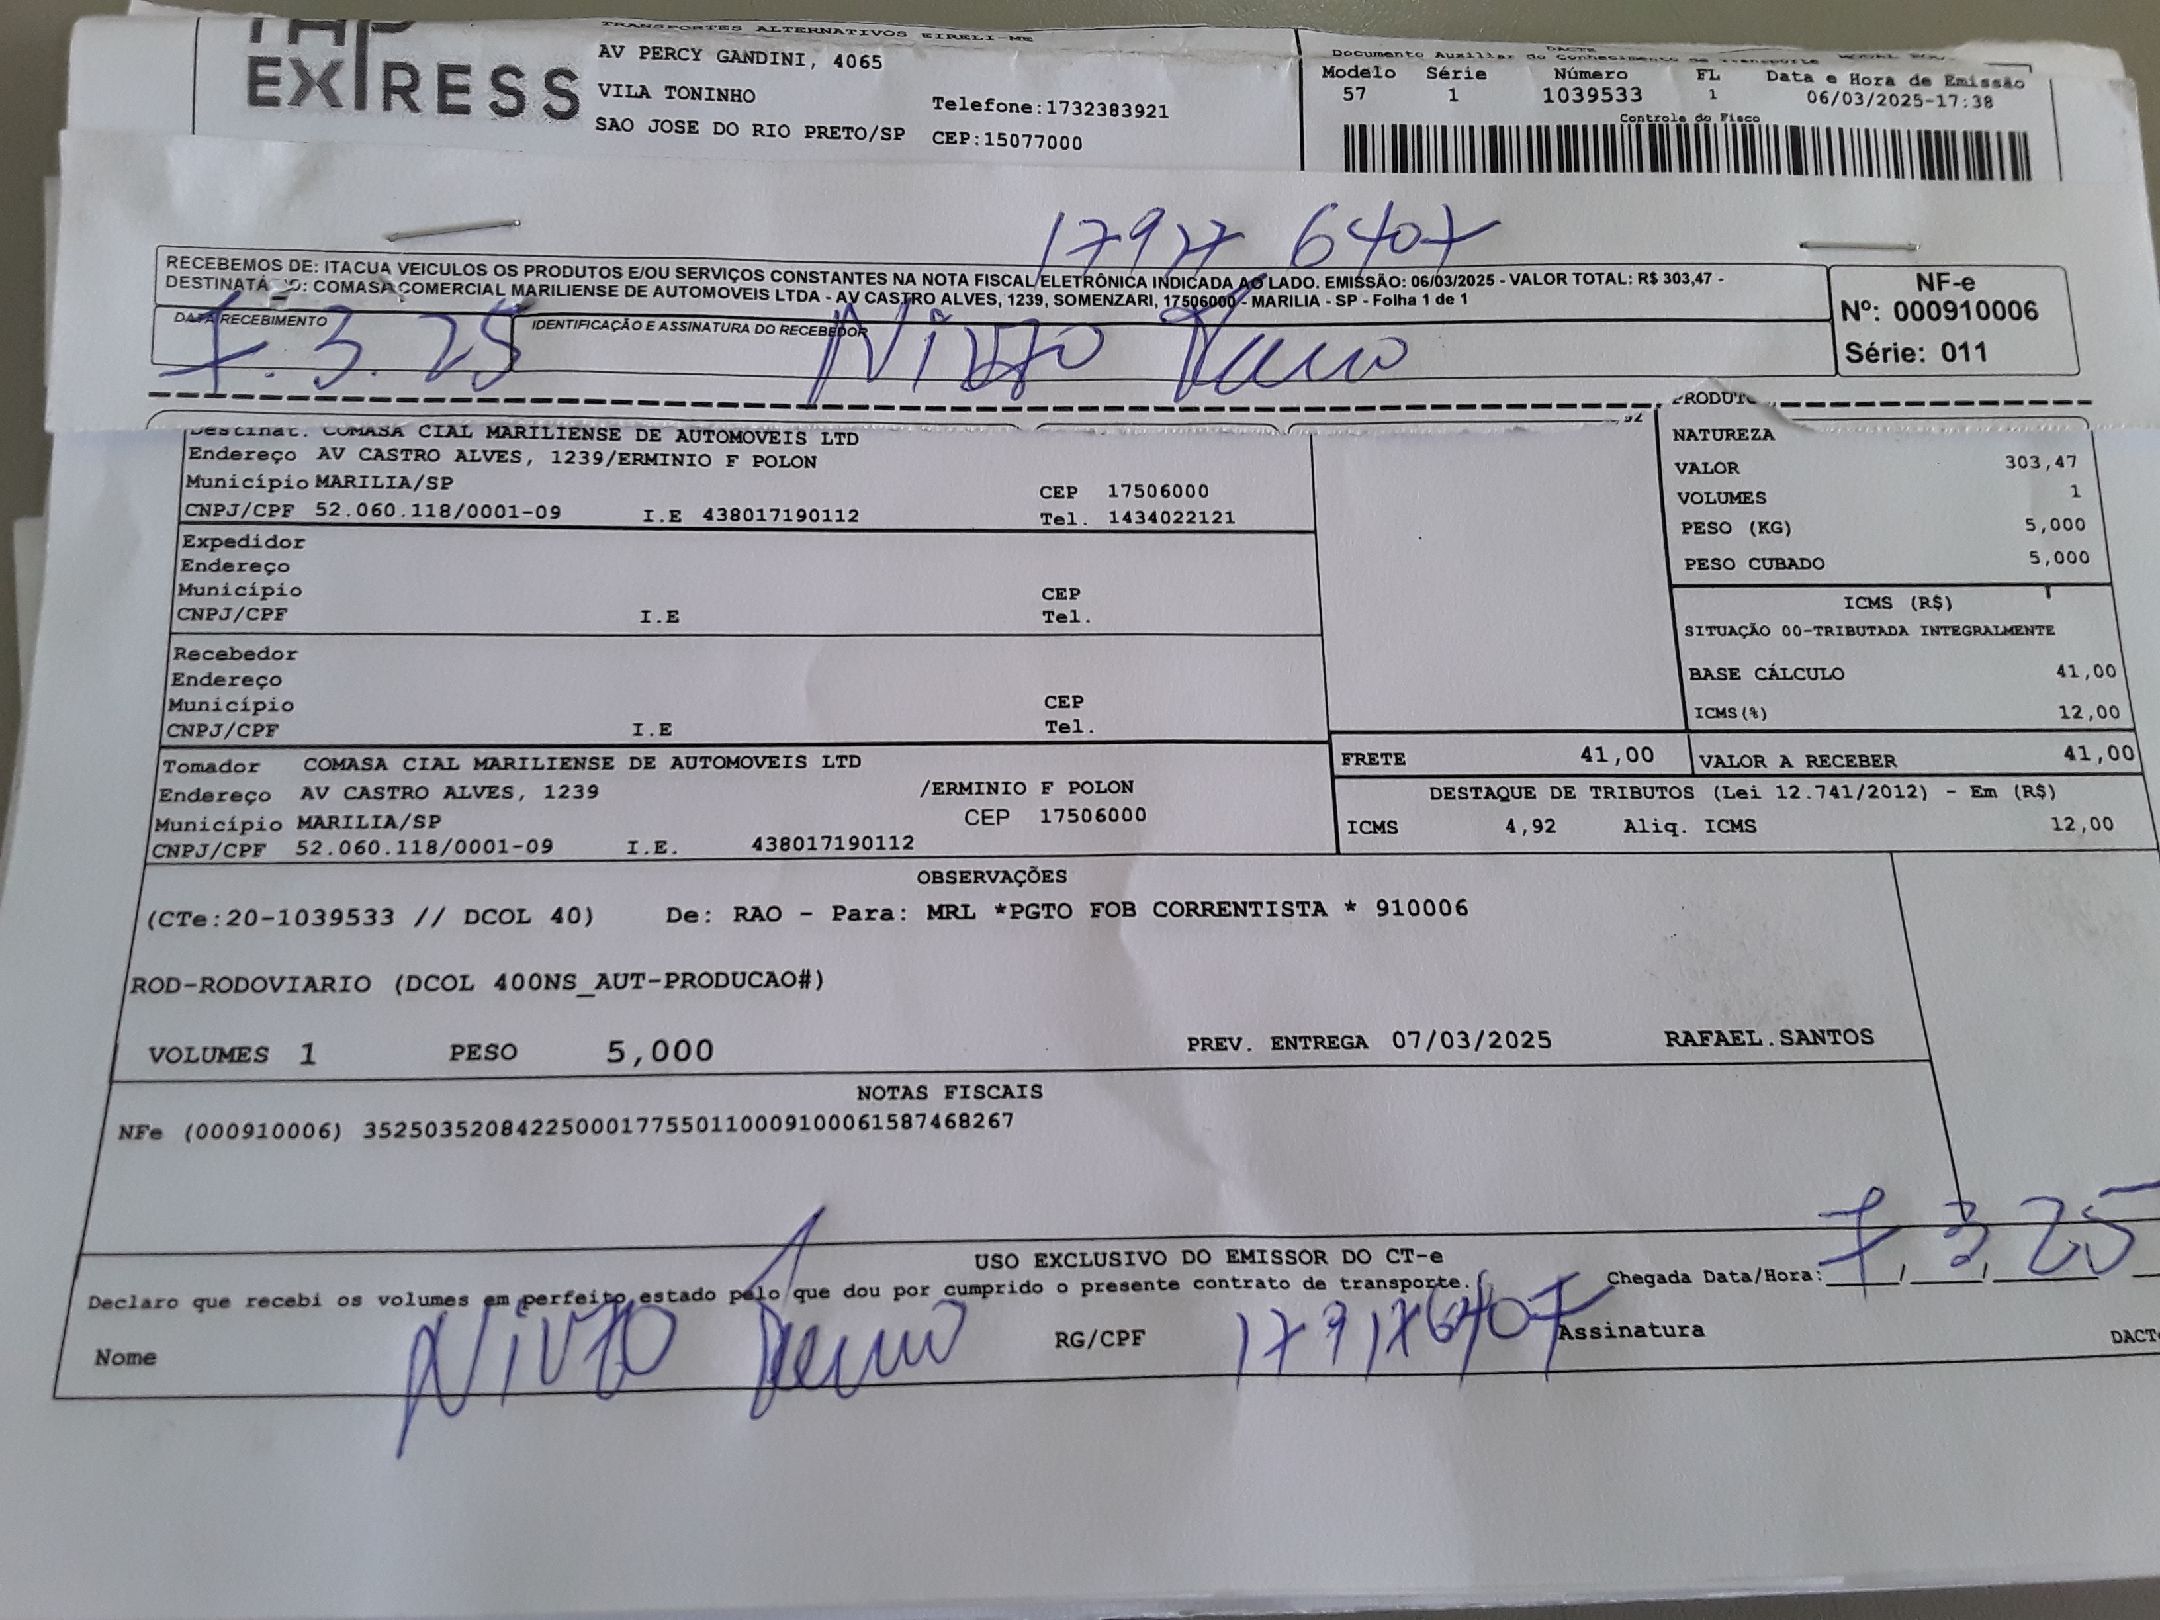 TRANSPORTES ALTERNATIVOS EIRELI-ME
EXPRESS
AV PERCY GANDINI, 4065
VILA TONINHO
SAO JOSE DO RIO PRETO/SP
Telefone:1732383921
CEP:15077000
DACTE
Documento Auxiliar do Conhecimento de Transporte
Modelo Série Número FL Data e Hora de Emissão
57 1 1039533 1 06/03/2025-17:38
Controle do Fisco
6407
RECEBEMOS DE: ITACUA VEICULOS OS PRODUTOS E/OU SERVIÇOS CONSTANTES NA NOTA FISCAL ELETRÔNICA INDICADA AO LADO. EMISSÃO: 06/03/2025 - VALOR TOTAL: R$ 303,47 -
COMASA COMERCIAL MARILIENSE DE AUTOMOVEIS LTDA - AV CASTRO ALVES, 1239, SOMENZARI, 17506000 - MARILIA - SP - Folha 1 de 1
DATA RECEBIMENTO
7.3.25
IDENTIFICAÇÃO E ASSINATURA DO RECEBEDOR
NF-e
Nº: 000910006
Série: 011
Destinat. COMASA CIAL MARILIENSE DE AUTOMOVEIS LTD
Endereço AV CASTRO ALVES, 1239/ERMINIO F POLON
Município MARILIA/SP CEP 17506000
CNPJ/CPF 52.060.118/0001-09 I.E 438017190112 Tel. 1434022121
Expedidor
Endereço
Município CEP
CNPJ/CPF I.E Tel.
Recebedor
Endereço
Município CEP
CNPJ/CPF I.E Tel.
Tomador COMASA CIAL MARILIENSE DE AUTOMOVEIS LTD
Endereço AV CASTRO ALVES, 1239 /ERMINIO F POLON
Município MARILIA/SP CEP 17506000
CNPJ/CPF 52.060.118/0001-09 I.E. 438017190112
NATUREZA
VALOR 303,47
VOLUMES 1
PESO (KG) 5,000
PESO CUBADO 5,000
ICMS (R$)
SITUAÇÃO 00-TRIBUTADA INTEGRALMENTE
BASE CÁLCULO 41,00
ICMS(%) 12,00
FRETE 41,00 VALOR A RECEBER 41,00
DESTAQUE DE TRIBUTOS (Lei 12.741/2012) - Em (R$)
ICMS 4,92 Aliq. ICMS 12,00
OBSERVAÇÕES
(CTe:20-1039533 // DCOL 40) De: RAO - Para: MRL *PGTO FOB CORRENTISTA * 910006
ROD-RODOVIARIO (DCOL 400NS_AUT-PRODUCAO#)
VOLUMES 1 PESO 5,000 PREV. ENTREGA 07/03/2025 RAFAEL.SANTOS
NOTAS FISCAIS
NFe (000910006) 35250352084225000177550110009100061587468267
USO EXCLUSIVO DO EMISSOR DO CT-e
Declaro que recebi os volumes em perfeito estado pelo que dou por cumprido o presente contrato de transporte.
Chegada Data/Hora: 7/3/25
Nome RG/CPF Assinatura